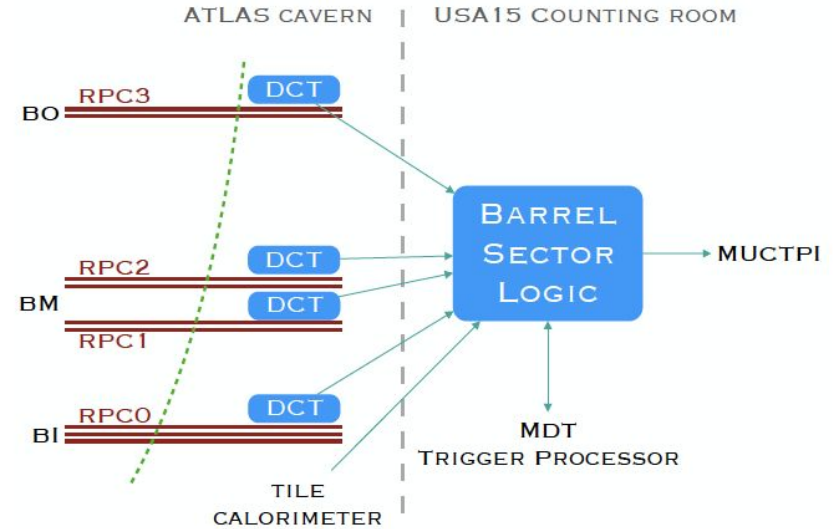 ATLAS CAVERN
USA15 COUNTING ROOM
DCT
RPC3
BO
BARREL
SECTOR
LOGIC
MUCTPI
DCT
RPC2
BM
DCT
RPC1
DCT
RPC0
BI
MDT
TRIGGER PROCESSOR
TILE
CALORIMETER